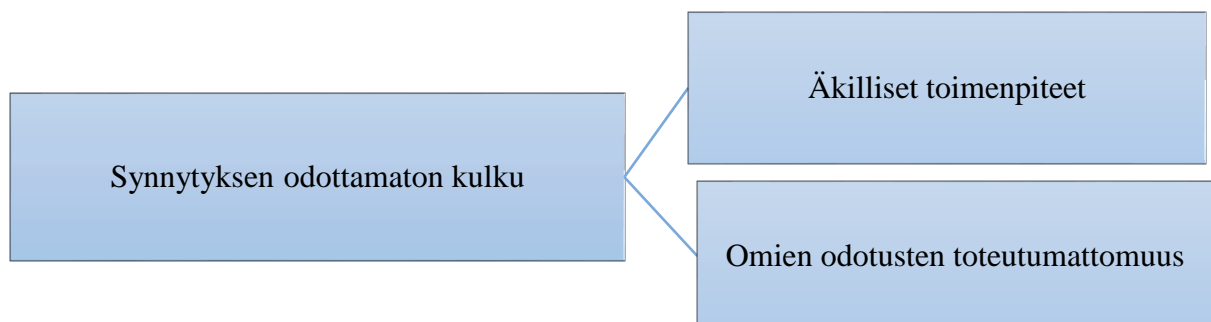 Synnytyksen odottamaton kulku
Äkilliset toimenpiteet
Omien odotusten toteutumattomuus